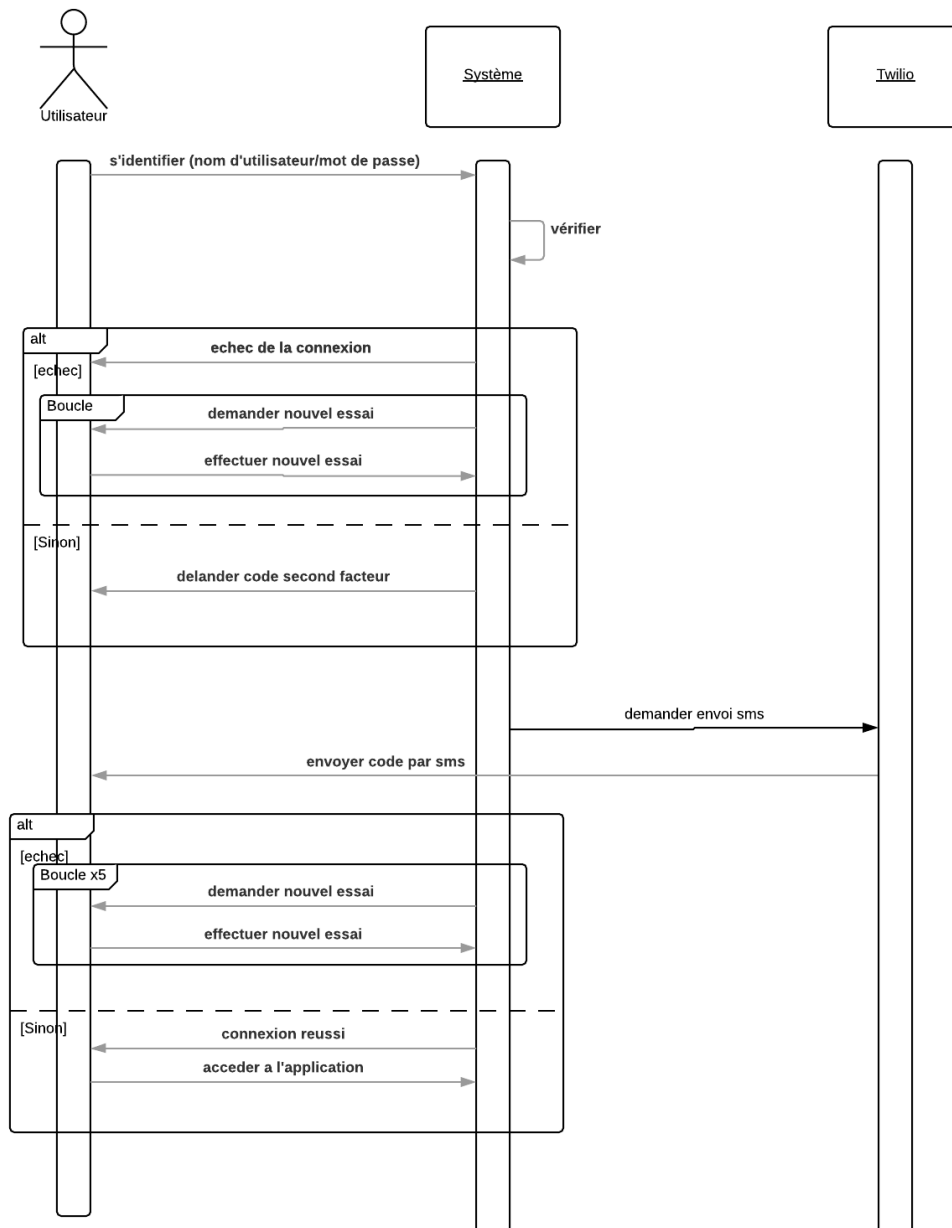 Utilisateur
Système
Twilio
s'identifier (nom d'utilisateur/mot de passe)
vérifier
alt
echec de la connexion
[echec]
Boucle
demander nouvel essai
effectuer nouvel essai
[Sinon]
delander code second facteur
demander envoi sms
envoyer code par sms
alt
[echec]
Boucle x5
demander nouvel essai
effectuer nouvel essai
[Sinon]
connexion reussi
acceder a l'application